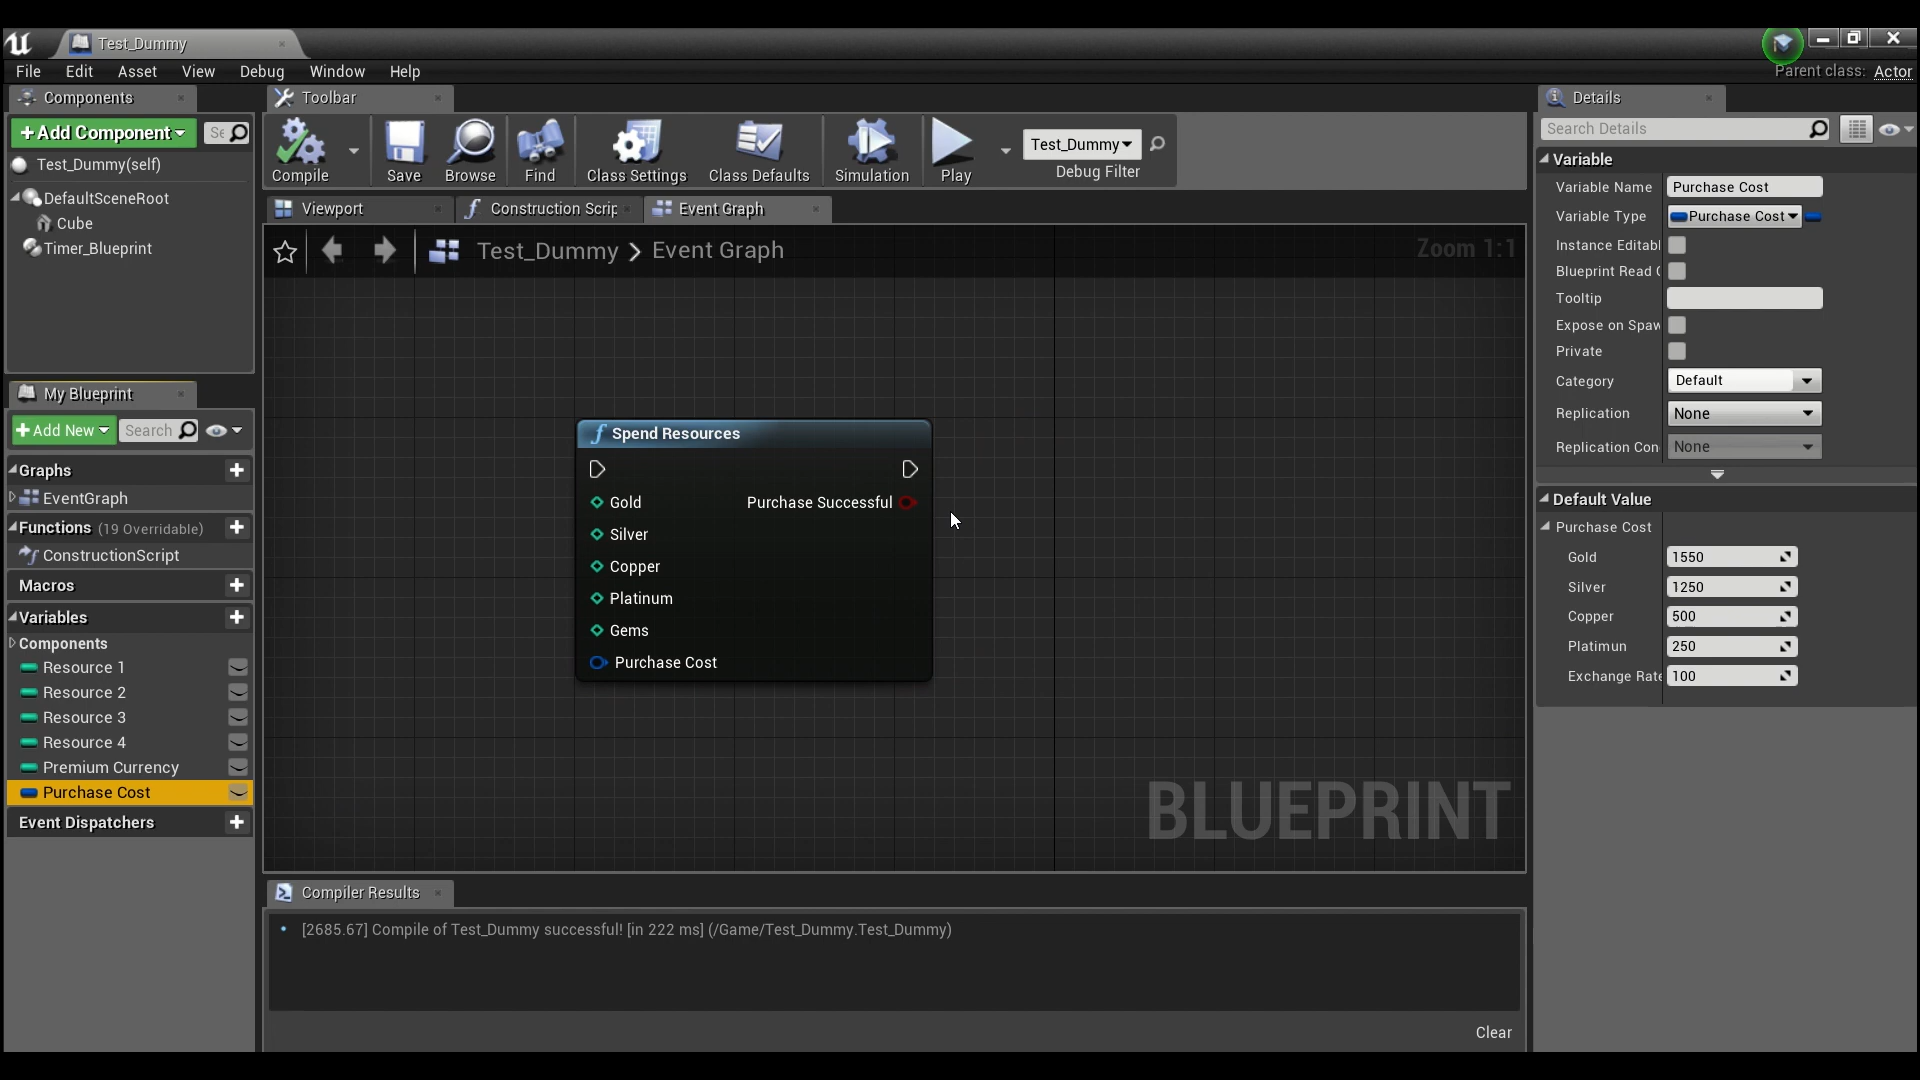 Test_Dummy
File Edit Asset View Debug Window Help
Parent class: Actor
Components
Add Component
Se
Test_Dummy(self)
DefaultSceneRoot
Cube
Timer_Blueprint
My Blueprint
Add New
Search
Graphs
EventGraph
Functions (19 Overridable)
ConstructionScript
Macros
Variables
Components
Resource 1
Resource 2
Resource 3
Resource 4
Premium Currency
Purchase Cost
Event Dispatchers
Toolbar
Compile Save Browse Find Class Settings Class Defaults Simulation Play
Test_Dummy
Debug Filter
Viewport
Construction Scrip
Event Graph
Test_Dummy > Event Graph
Zoom 1:1
Spend Resources
Gold Purchase Successful
Silver
Copper
Platinum
Gems
Purchase Cost
BLUEPRINT
Compiler Results
[2685.67] Compile of Test_Dummy successful! [in 222 ms] (/Game/Test_Dummy.Test_Dummy)
Clear
Details
Search Details
Variable
Variable Name Purchase Cost
Variable Type Purchase Cost
Instance Editabl
Blueprint Read O
Tooltip
Expose on Spaw
Private
Category Default
Replication None
Replication Con None
Default Value
Purchase Cost
Gold 1550
Silver 1250
Copper 500
Platimun 250
Exchange Rate 100